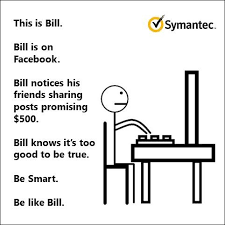 This is Bill.
Symantec.
Bill is on
Facebook.
Bill notices his
friends sharing
posts promising
$500.
Bill knows it's too
good to be true.
Be Smart.
Be like Bill.